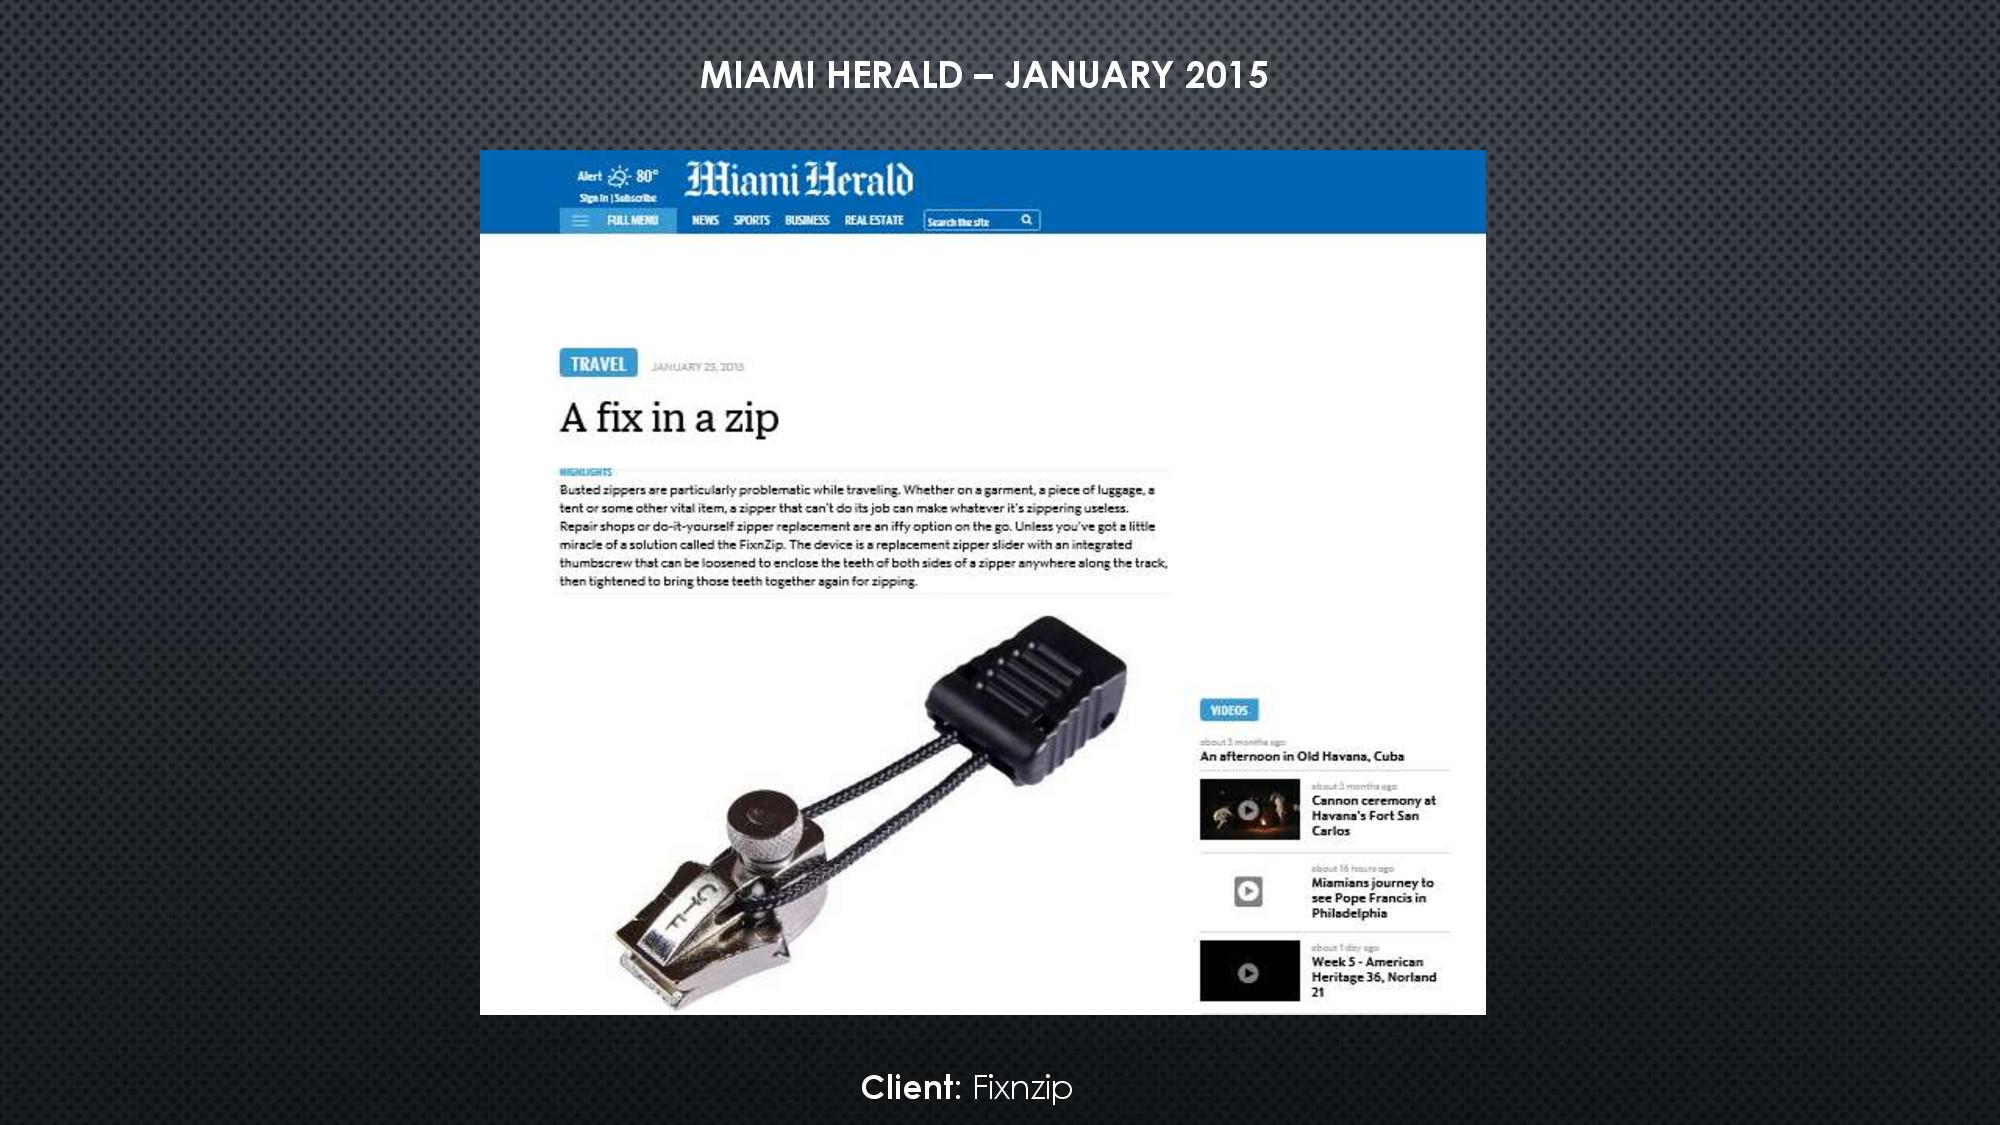 MIAMI HERALD – JANUARY 2015
Alert 80°
Miami Herald
Sign In | Subscribe
FULL MENU NEWS SPORTS BUSINESS REAL ESTATE Search the site
TRAVEL JANUARY 25, 2015
A fix in a zip
HIGHLIGHTS
Busted zippers are particularly problematic while traveling. Whether on a garment, a piece of luggage, a
tent or some other vital item, a zipper that can't do its job can make whatever it's zippering useless.
Repair shops or do-it-yourself zipper replacement are an iffy option on the go. Unless you've got a little
miracle of a solution called the FixnZip. The device is a replacement zipper slider with an integrated
thumbscrew that can be loosened to enclose the teeth of both sides of a zipper anywhere along the track,
then tightened to bring those teeth together again for zipping.
VIDEOS
about 3 months ago
An afternoon in Old Havana, Cuba
about 3 months ago
Cannon ceremony at
Havana's Fort San
Carlos
about 16 hours ago
Miamians journey to
see Pope Francis in
Philadelphia
about 1 day ago
Week 5 - American
Heritage 36, Norland
21
Client: Fixnzip